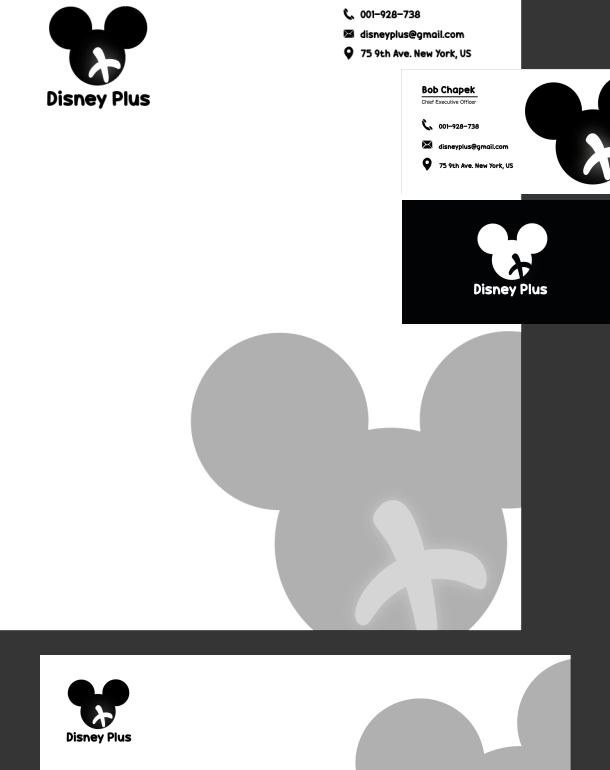 Disney Plus
001-928-738
disneyplus@gmail.com
75 9th Ave. New York, US
Bob Chapek
Chief Executive Officer
001-928-738
disneyplus@gmail.com
75 9th Ave. New York, US
Disney Plus
Disney Plus